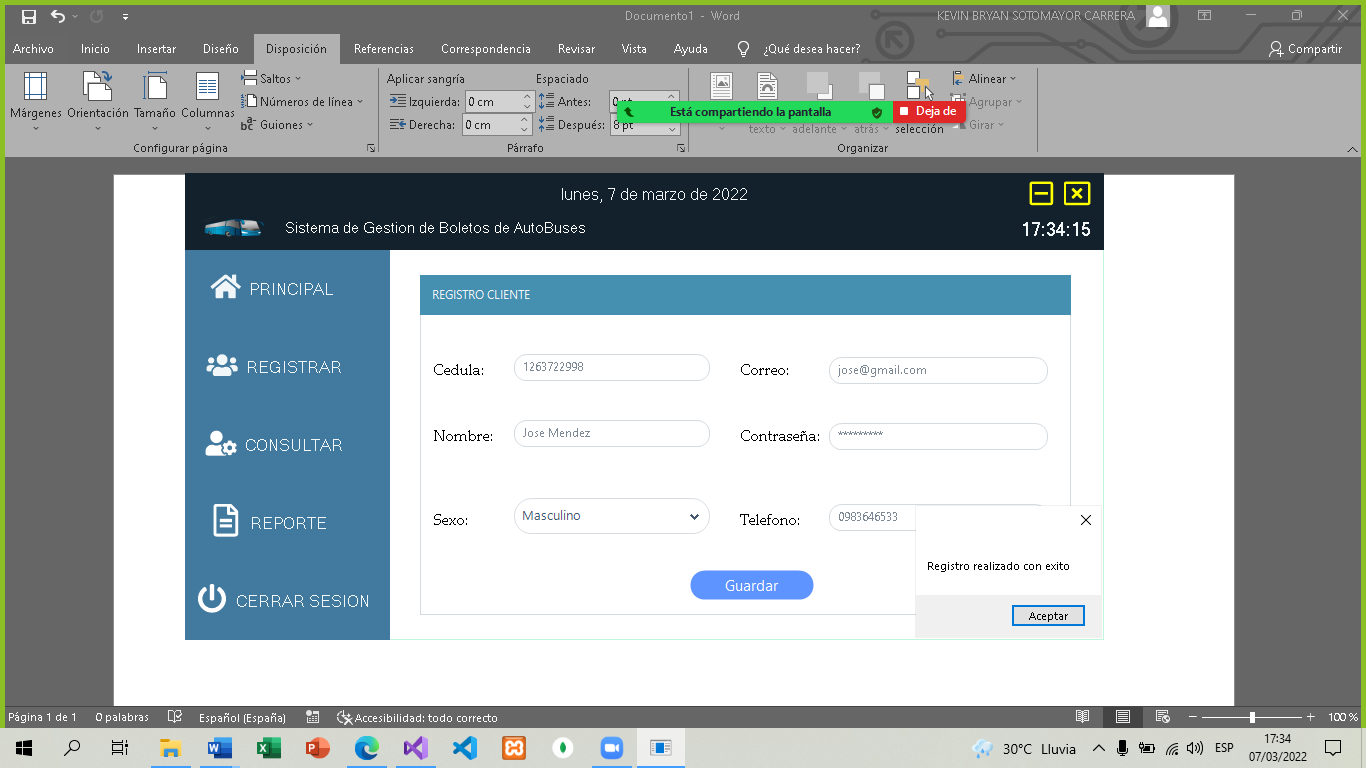 Documento1 - Word
KEVIN BRYAN SOTOMAYOR CARRERA
Archivo Inicio Insertar Diseño Disposición Referencias Correspondencia Revisar Vista Ayuda ¿Qué desea hacer? Compartir
Márgenes Orientación Tamaño Columnas
Saltos
Números de línea
Guiones
Configurar página
Aplicar sangría
Izquierda: 0 cm
Derecha: 0 cm
Espaciado
Antes: 0 pt
Después: 8 pt
Párrafo
Está compartiendo la pantalla
Deja de
texto adelante atrás selección
Alinear
Agrupar
Girar
Organizar
lunes, 7 de marzo de 2022
Sistema de Gestion de Boletos de AutoBuses
17:34:15
PRINCIPAL
REGISTRAR
CONSULTAR
REPORTE
CERRAR SESION
REGISTRO CLIENTE
Cedula: 1263722998
Correo: jose@gmail.com
Nombre: Jose Mendez
Contraseña: *********
Sexo: Masculino
Telefono: 0983646533
Guardar
Registro realizado con exito
Aceptar
Página 1 de 1 0 palabras Español (España) Accesibilidad: todo correcto 100 %
30°C Lluvia ESP
17:34
07/03/2022